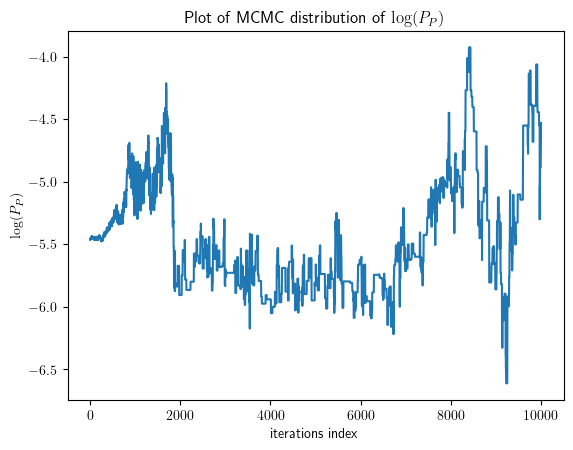 Plot of MCMC distribution of log(P_P)
log(P_P)
−4.0
−4.5
−5.0
−5.5
−6.0
−6.5
0 2000 4000 6000 8000 10000
iterations index